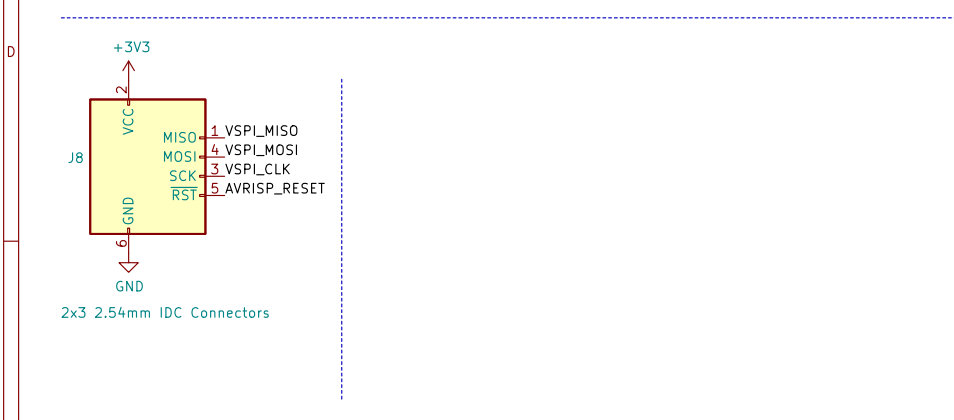 D
+3V3
2
VCC
J8
MISO 1 VSPI_MISO
MOSI 4 VSPI_MOSI
SCK 3 VSPI_CLK
RST 5 AVRISP_RESET
GND
6
GND
2x3 2.54mm IDC Connectors